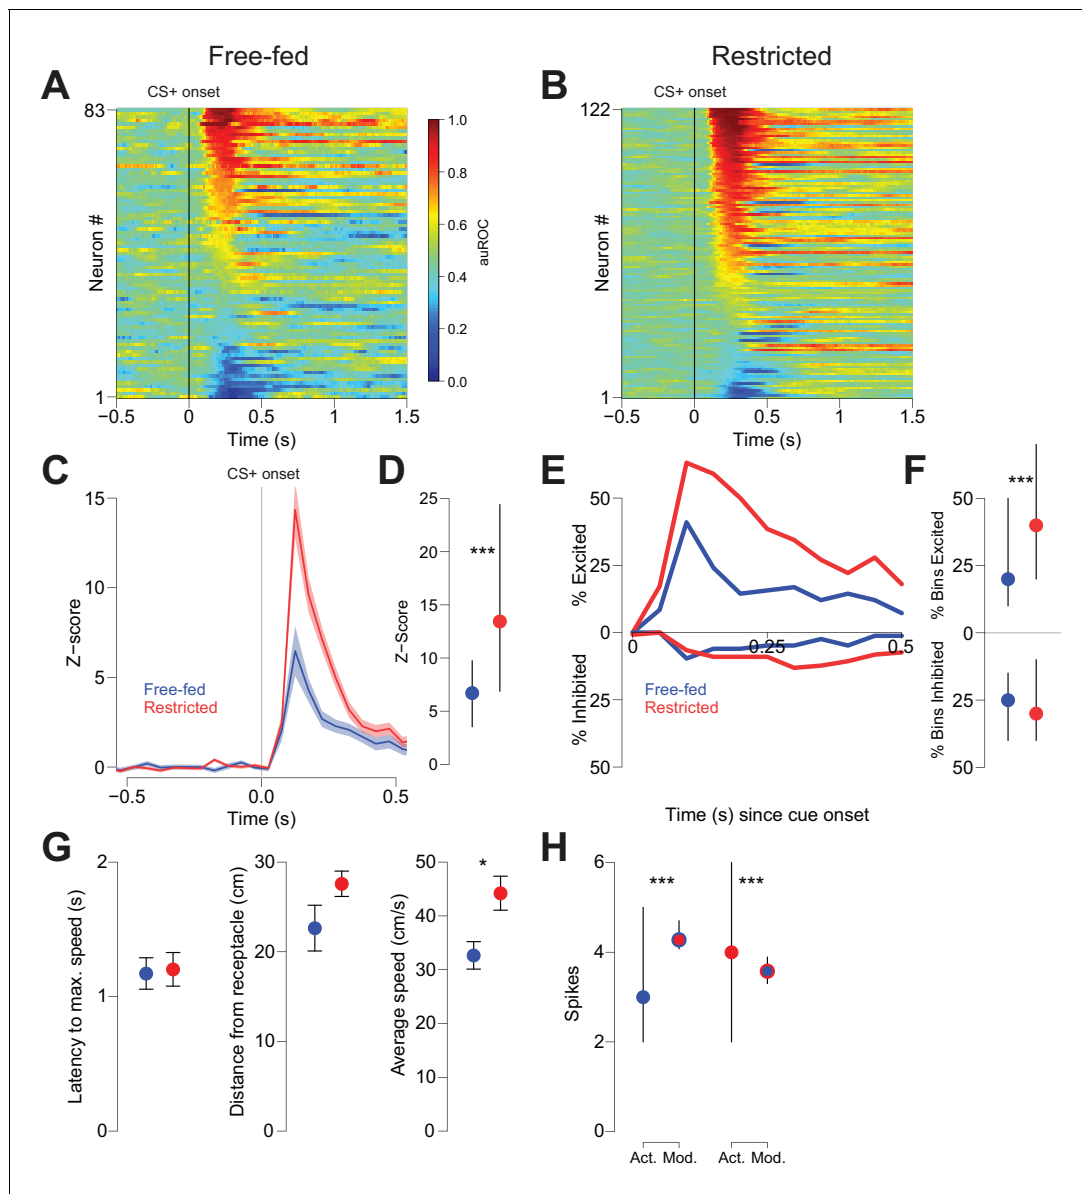 Free-fed
Restricted
A
CS+ onset
83
Neuron #
1
−0.5 0 0.5 1 1.5
Time (s)
1.0
0.8
0.6
0.4
0.2
0.0
auROC
B
CS+ onset
122
Neuron #
1
−0.5 0 0.5 1 1.5
Time (s)
C
CS+ onset
15
10
5
0
Z−score
Free-fed
Restricted
−0.5 0.0 0.5
Time (s)
D
25
20
15
10
5
0
Z−Score
***
E
50
25
0
25
50
% Excited
% Inhibited
0 0.25 0.5
Free-fed
Restricted
Time (s) since cue onset
F
50
25
0
25
50
% Bins Excited
% Bins Inhibited
***
G
2
1
0
Latency to max. speed (s)
30
20
10
0
Distance from receptacle (cm)
50
40
30
20
10
0
Average speed (cm/s)
*
H
6
4
2
0
Spikes
*** ***
Act. Mod. Act. Mod.